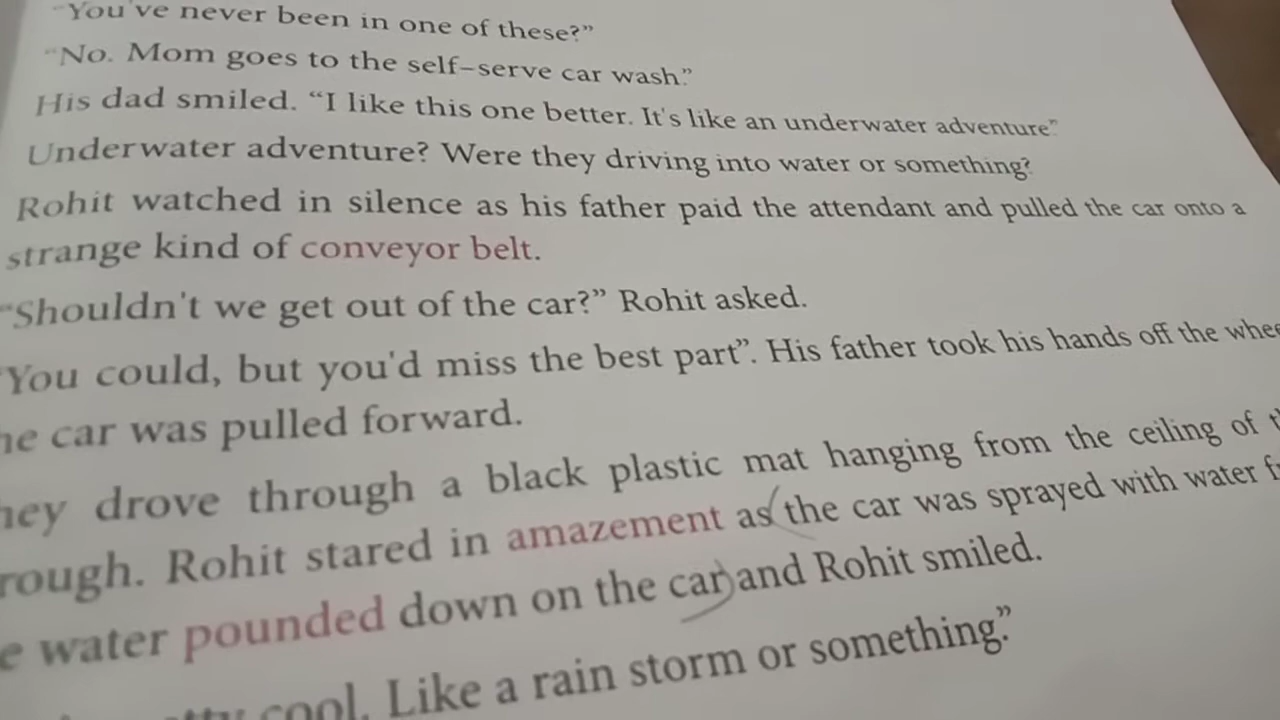 "You've never been in one of these?"
"No. Mom goes to the self-serve car wash."
His dad smiled. "I like this one better. It's like an underwater adventure"
Underwater adventure? Were they driving into water or something?
Rohit watched in silence as his father paid the attendant and pulled the car onto a
strange kind of conveyor belt.
"Shouldn't we get out of the car?" Rohit asked.
"You could, but you'd miss the best part". His father took his hands off the
car was pulled forward.
drove through a black plastic mat hanging from the ceiling of
Rohit stared in amazement as the car was sprayed with water
water pounded down on the car and Rohit smiled.
cool. Like a rain storm or something."